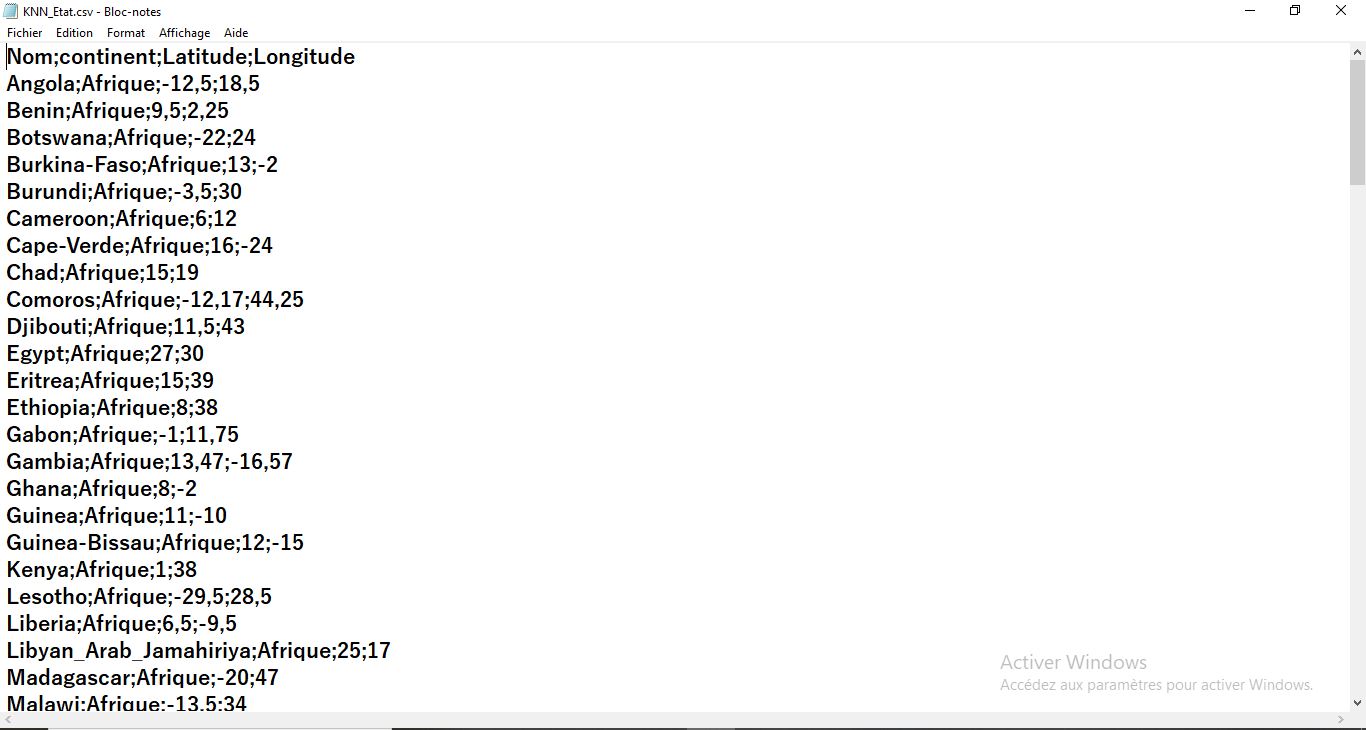 KNN_Etat.csv - Bloc-notes
Fichier Edition Format Affichage Aide
Nom;continent;Latitude;Longitude
Angola;Afrique;-12,5;18,5
Benin;Afrique;9,5;2,25
Botswana;Afrique;-22;24
Burkina-Faso;Afrique;13;-2
Burundi;Afrique;-3,5;30
Cameroon;Afrique;6;12
Cape-Verde;Afrique;16;-24
Chad;Afrique;15;19
Comoros;Afrique;-12,17;44,25
Djibouti;Afrique;11,5;43
Egypt;Afrique;27;30
Eritrea;Afrique;15;39
Ethiopia;Afrique;8;38
Gabon;Afrique;-1;11,75
Gambia;Afrique;13,47;-16,57
Ghana;Afrique;8;-2
Guinea;Afrique;11;-10
Guinea-Bissau;Afrique;12;-15
Kenya;Afrique;1;38
Lesotho;Afrique;-29,5;28,5
Liberia;Afrique;6,5;-9,5
Libyan_Arab_Jamahiriya;Afrique;25;17
Madagascar;Afrique;-20;47
Malawi;Afrique;-13,5;34
Activer Windows
Accédez aux paramètres pour activer Windows.